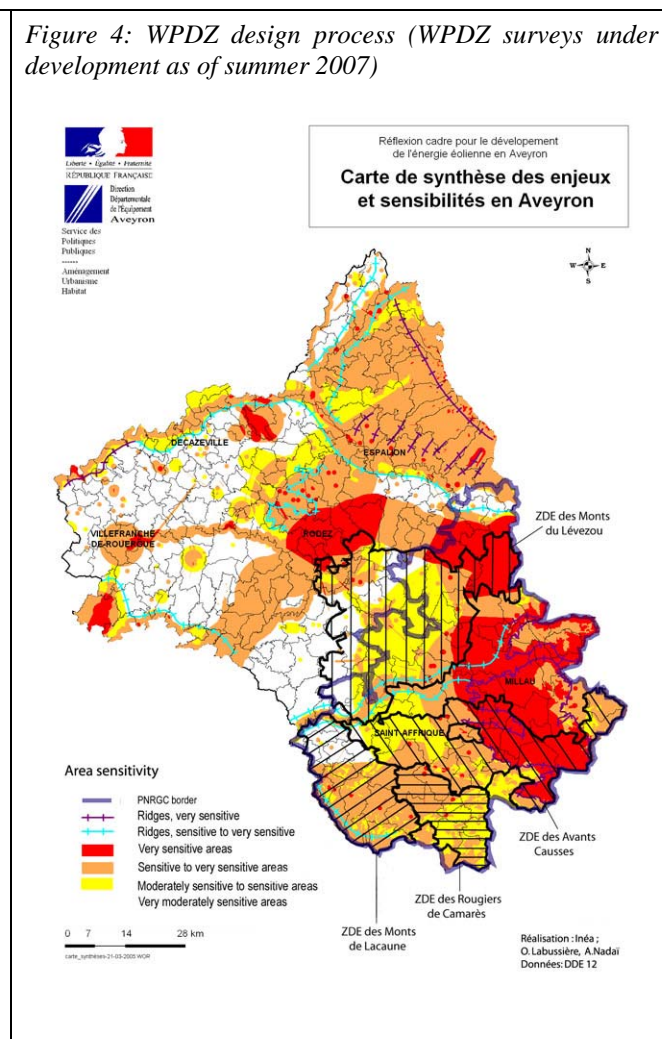 Figure 4: WPDZ design process (WPDZ surveys under
development as of summer 2007)
Liberté • Égalité • Fraternité
RÉPUBLIQUE FRANÇAISE
Direction
Départementale
de l'Équipement
Aveyron
Service des
Politiques
Publiques
------
Aménagement
Urbanisme
Habitat
Réflexion cadre pour le dévelopement
de l'énergie éolienne en Aveyron
Carte de synthèse des enjeux
et sensibilités en Aveyron
N
W E
S
DECAZEVILLE
ESPALION
ZDE des Monts
du Lévezou
VILLEFRANCHE
DE-ROUERGUE
RODEZ
MILLAU
SAINT AFFRIQUE
Area sensitivity
PNRGC border
Ridges, very sensitive
Ridges, sensitive to very sensitive
Very sensitive areas
Sensitive to very sensitive areas
Moderately sensitive to sensitive areas
Very moderately sensitive areas
ZDE des Avants
Causses
ZDE des Rougiers
de Camarès
ZDE des Monts
de Lacaune
0 7 14 28 km
carte_synthèses-21-03-2005.WOR
Réalisation : Inéa ;
O. Labussière, A.Nadaï
Données: DDE 12